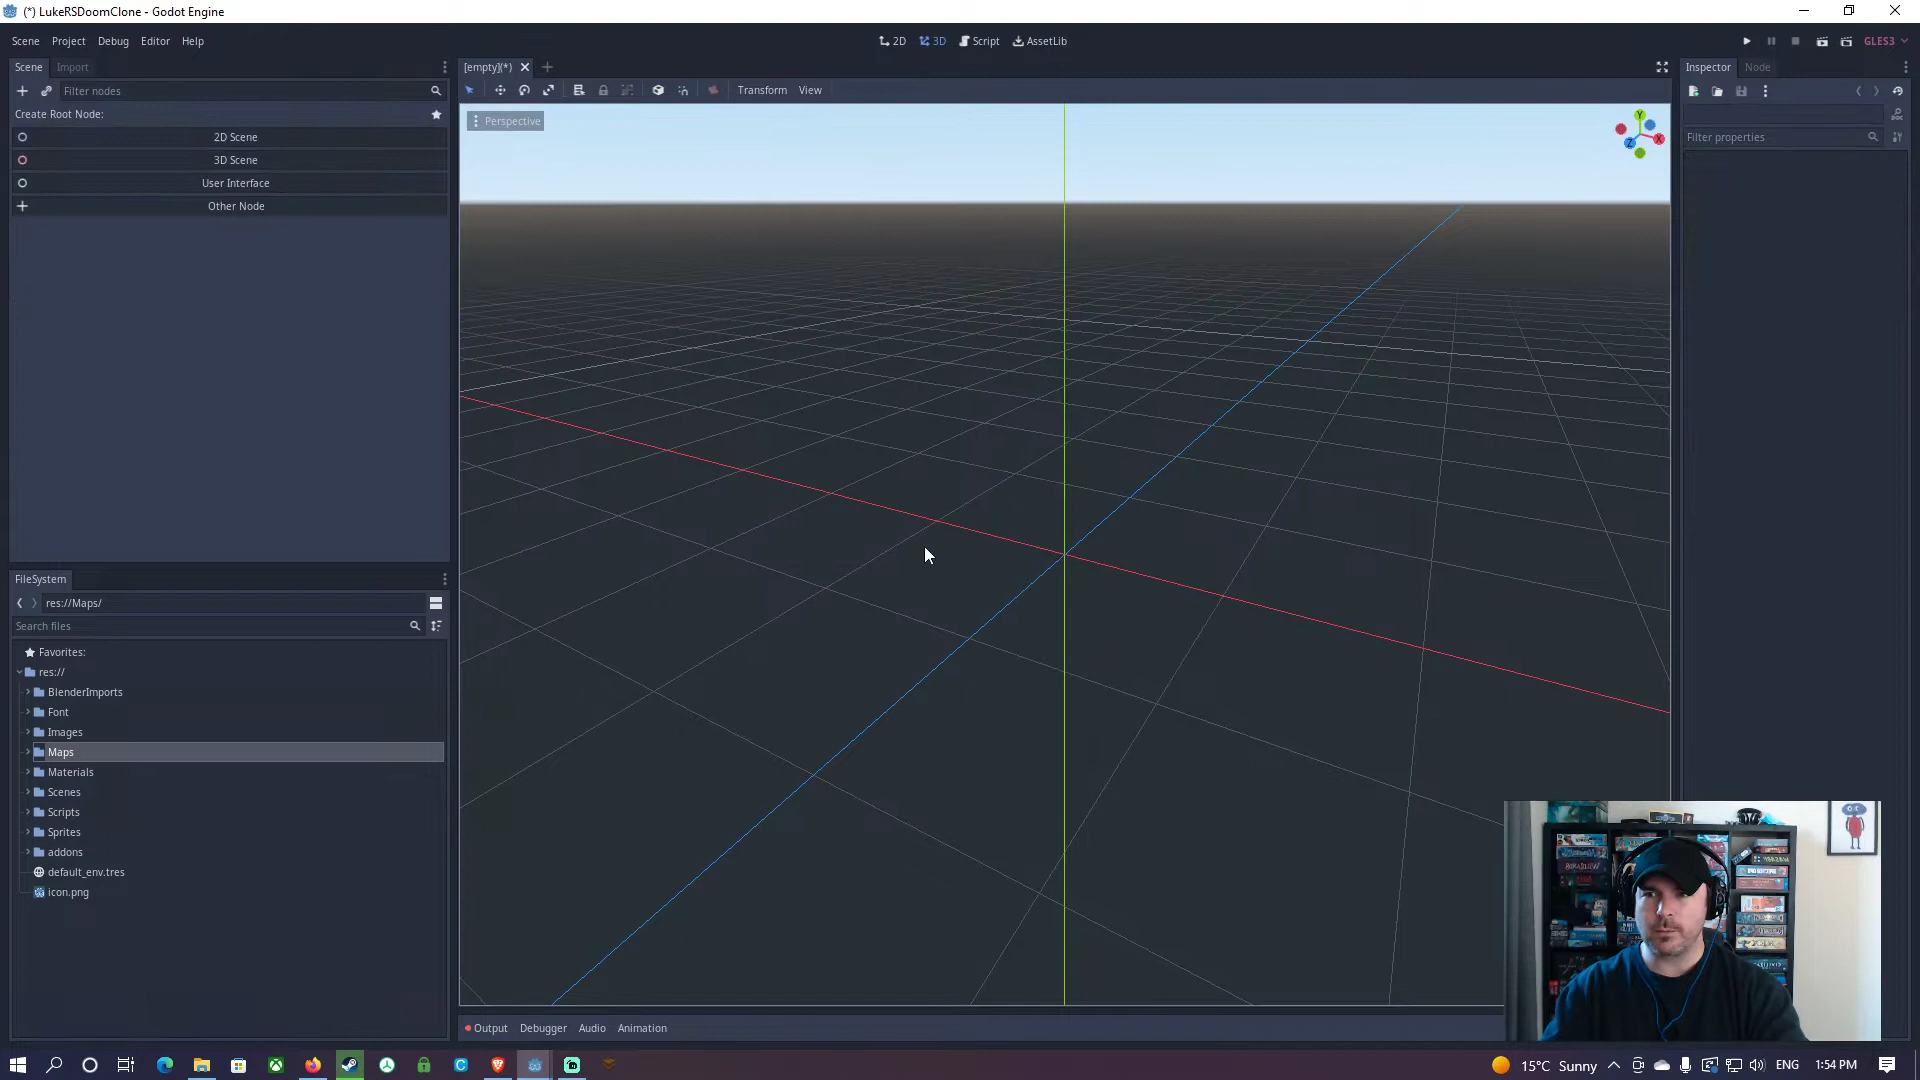 (*) LukeRSDoomClone - Godot Engine
Scene Project Debug Editor Help
2D 3D Script AssetLib
GLES3
Scene Import
[empty](*)
Inspector Node
Filter nodes
Transform View
Create Root Node:
Perspective
Y
X
Z
Filter properties
2D Scene
3D Scene
User Interface
Other Node
FileSystem
res://Maps/
Search files
Favorites:
res://
BlenderImports
Font
Images
Maps
Materials
Scenes
Scripts
Sprites
addons
default_env.tres
icon.png
Output Debugger Audio Animation
15°C Sunny ENG 1:54 PM